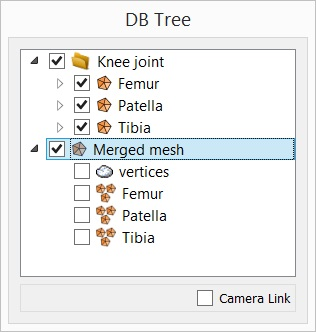 DB Tree
Knee joint
Femur
Patella
Tibia
Merged mesh
vertices
Femur
Patella
Tibia
Camera Link